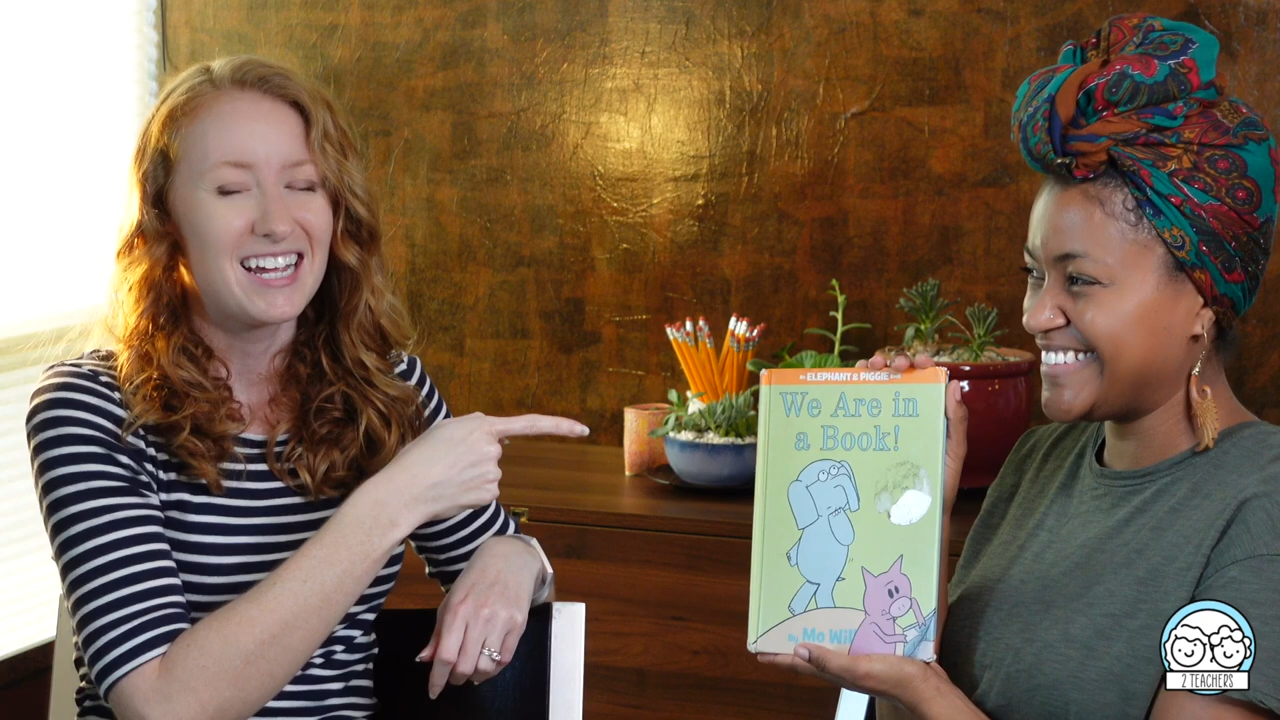 An ELEPHANT & PIGGIE Book
We Are in
a Book!
By Mo Wil
2 TEACHERS